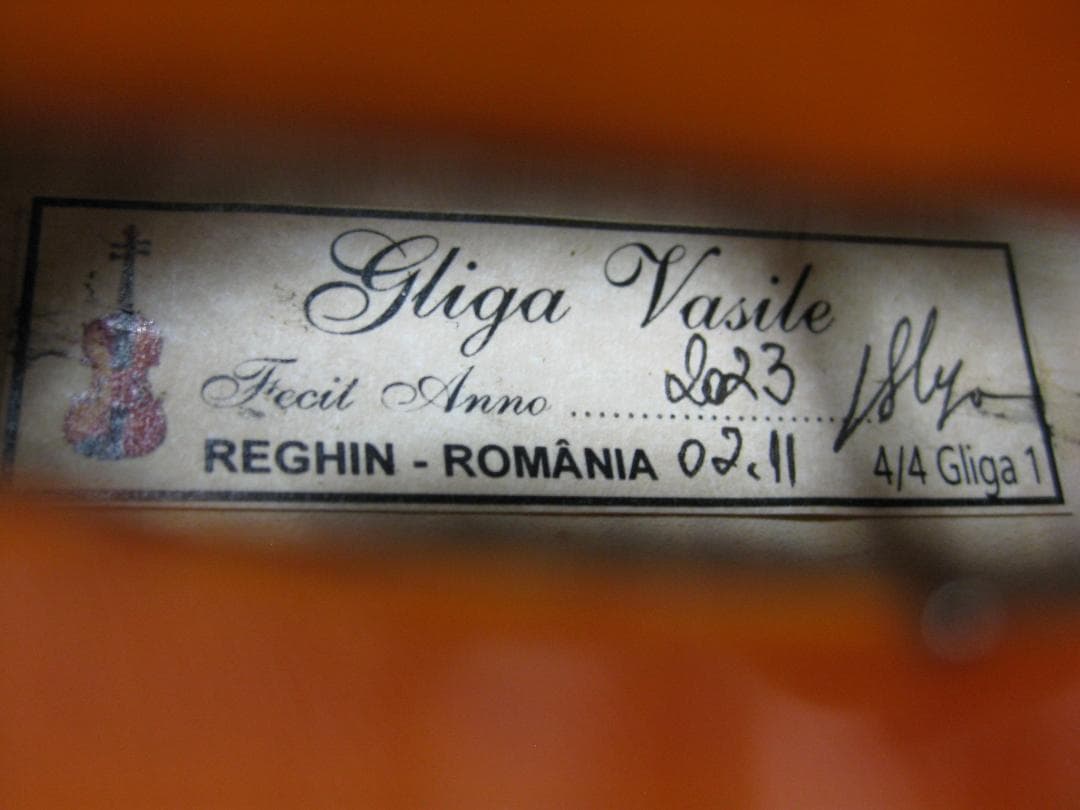 Gliga Vasile
Fecit Anno ........ 2023
REGHIN - ROMÂNIA 02.11 4/4 Gliga 1